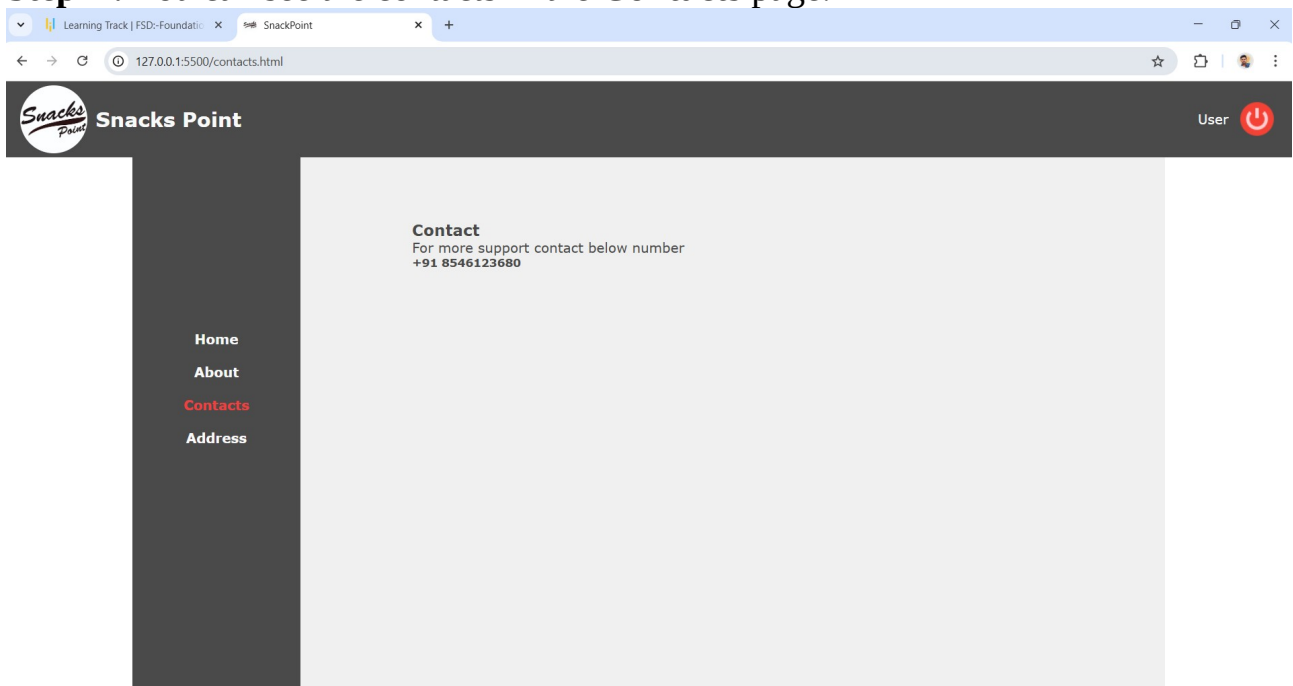 Learning Track | FSD:-Foundatio
SnackPoint
127.0.0.1:5500/contacts.html
Snacks
Point
Snacks Point
User
Contact
For more support contact below number
+91 8546123680
Home
About
Contacts
Address